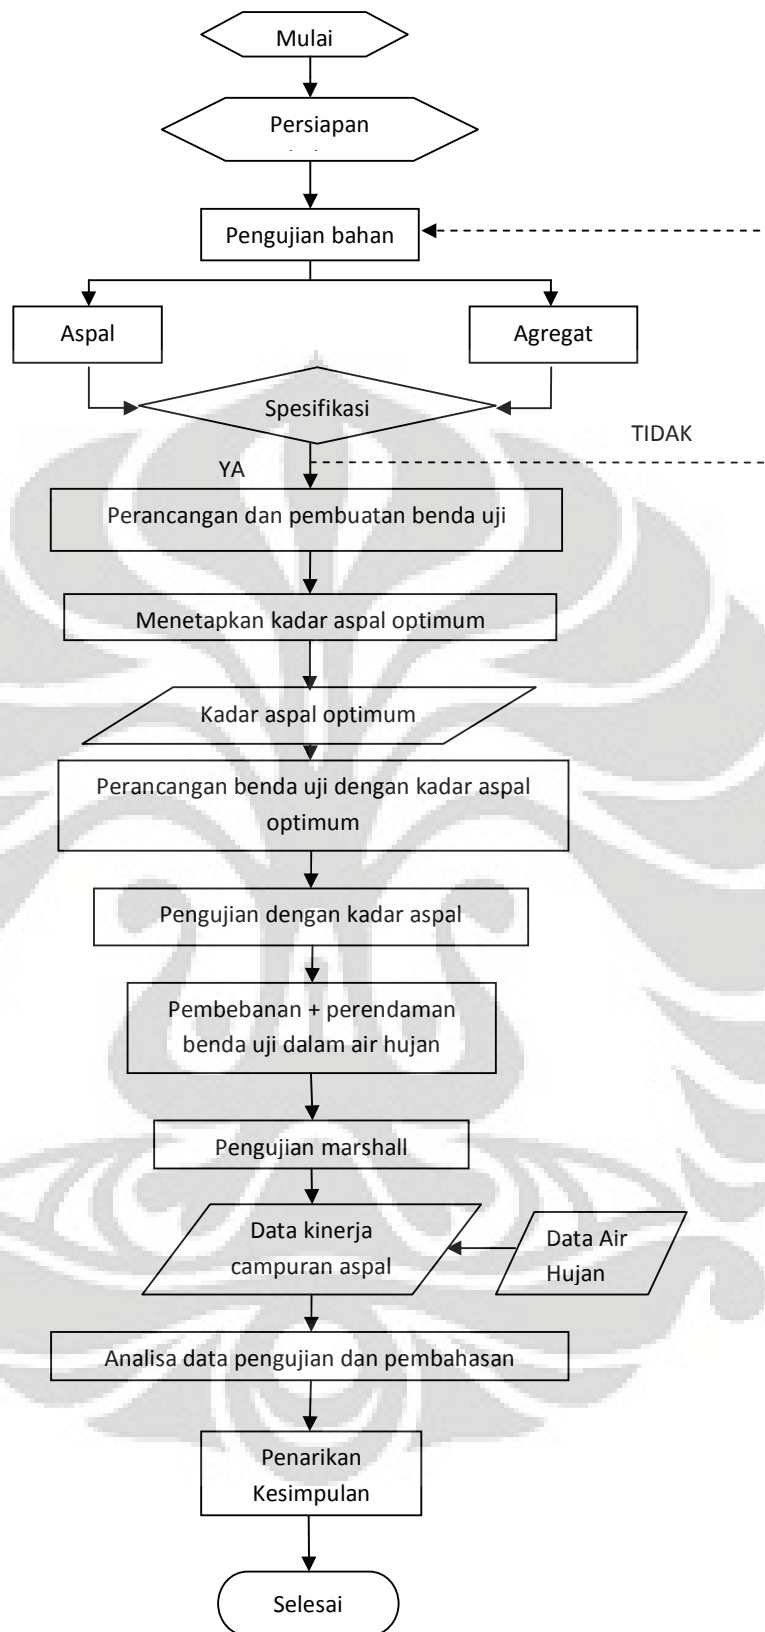 Mulai
Persiapan
Pengujian bahan
Aspal
Agregat
Spesifikasi
TIDAK
YA
Perancangan dan pembuatan benda uji
Menetapkan kadar aspal optimum
Kadar aspal optimum
Perancangan benda uji dengan kadar aspal
optimum
Pengujian dengan kadar aspal
Pembebanan + perendaman
benda uji dalam air hujan
Pengujian marshall
Data kinerja
campuran aspal
Data Air
Hujan
Analisa data pengujian dan pembahasan
Penarikan
Kesimpulan
Selesai